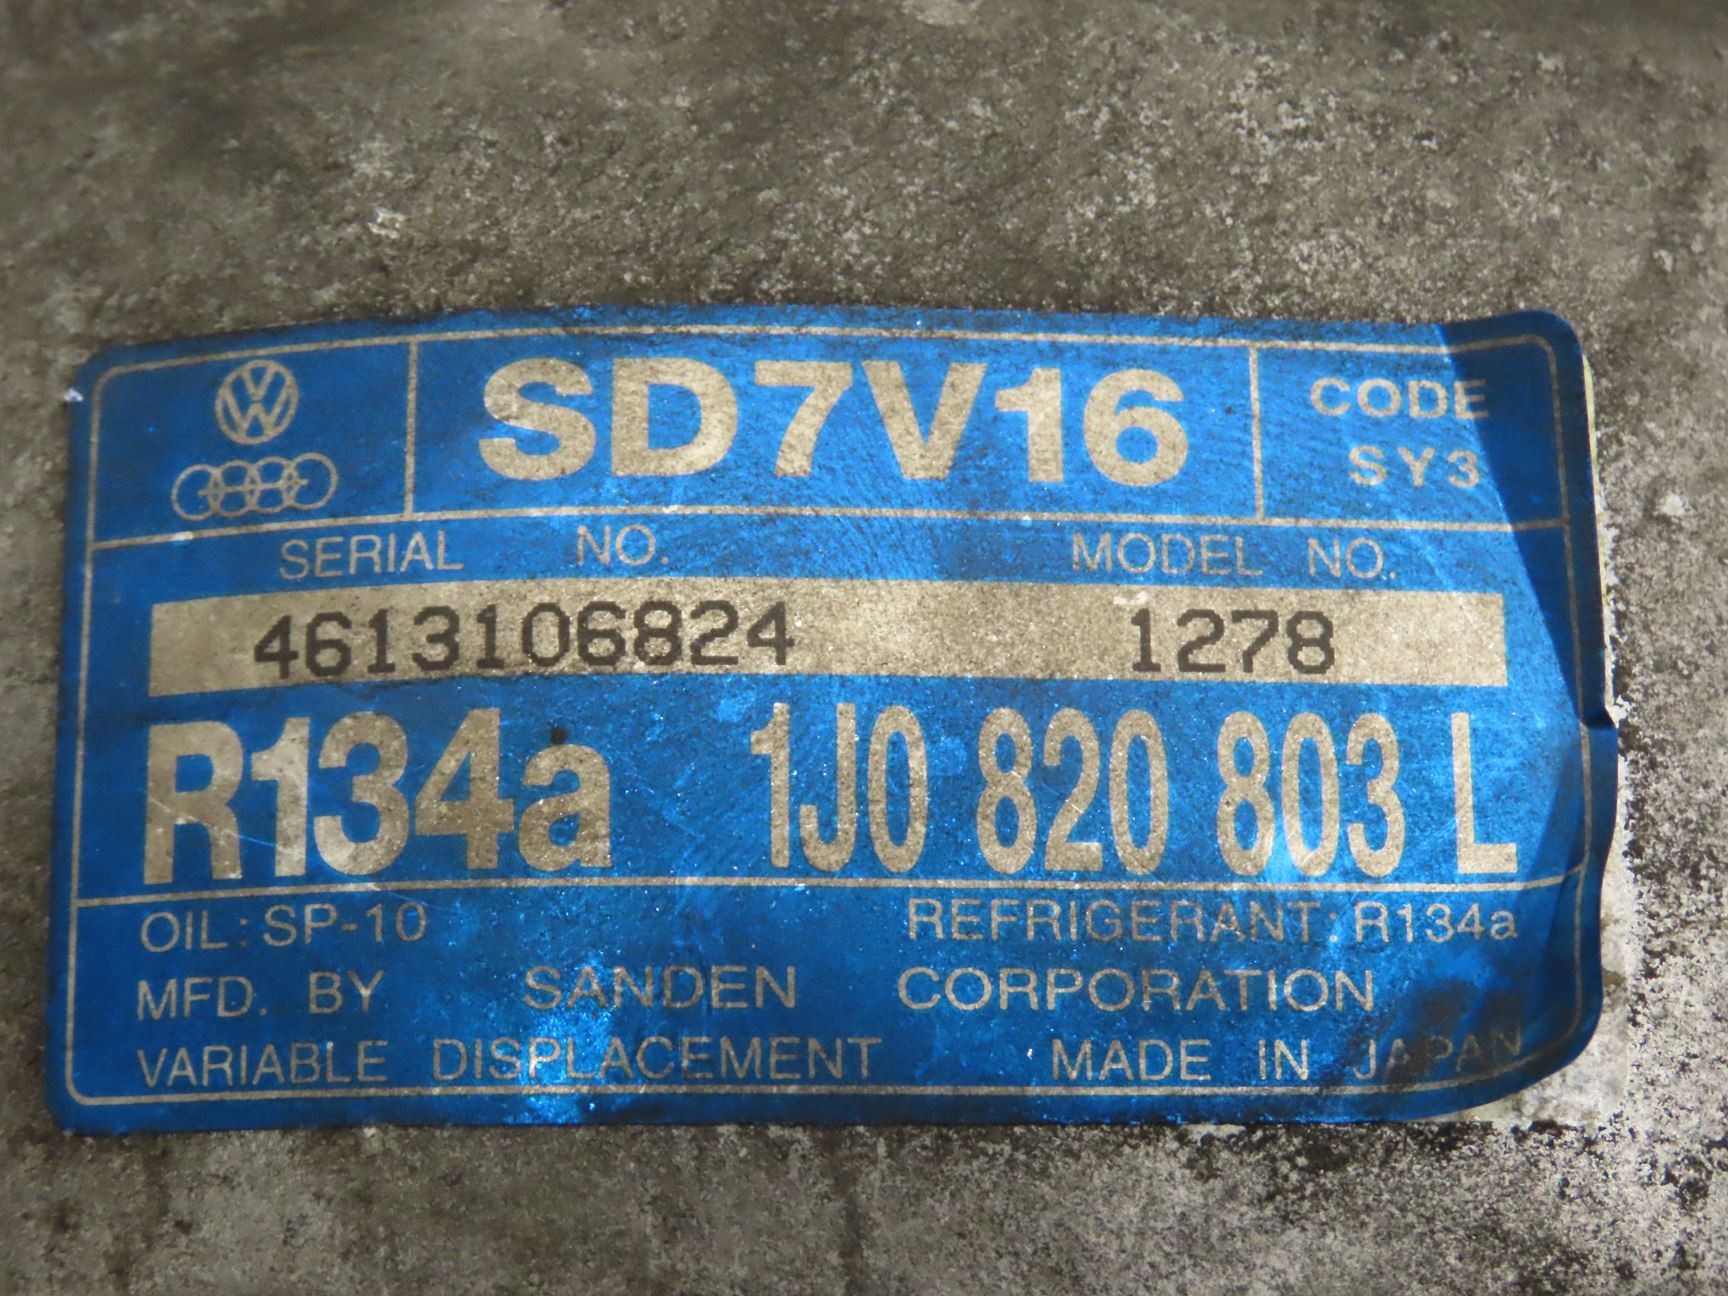 SD7V16
CODE
SY3
SERIAL NO. MODEL NO.
4613106824 1278
R134a 1J0 820 803 L
OIL: SP-10 REFRIGERANT: R134a
MFD. BY SANDEN CORPORATION
VARIABLE DISPLACEMENT MADE IN JAPAN